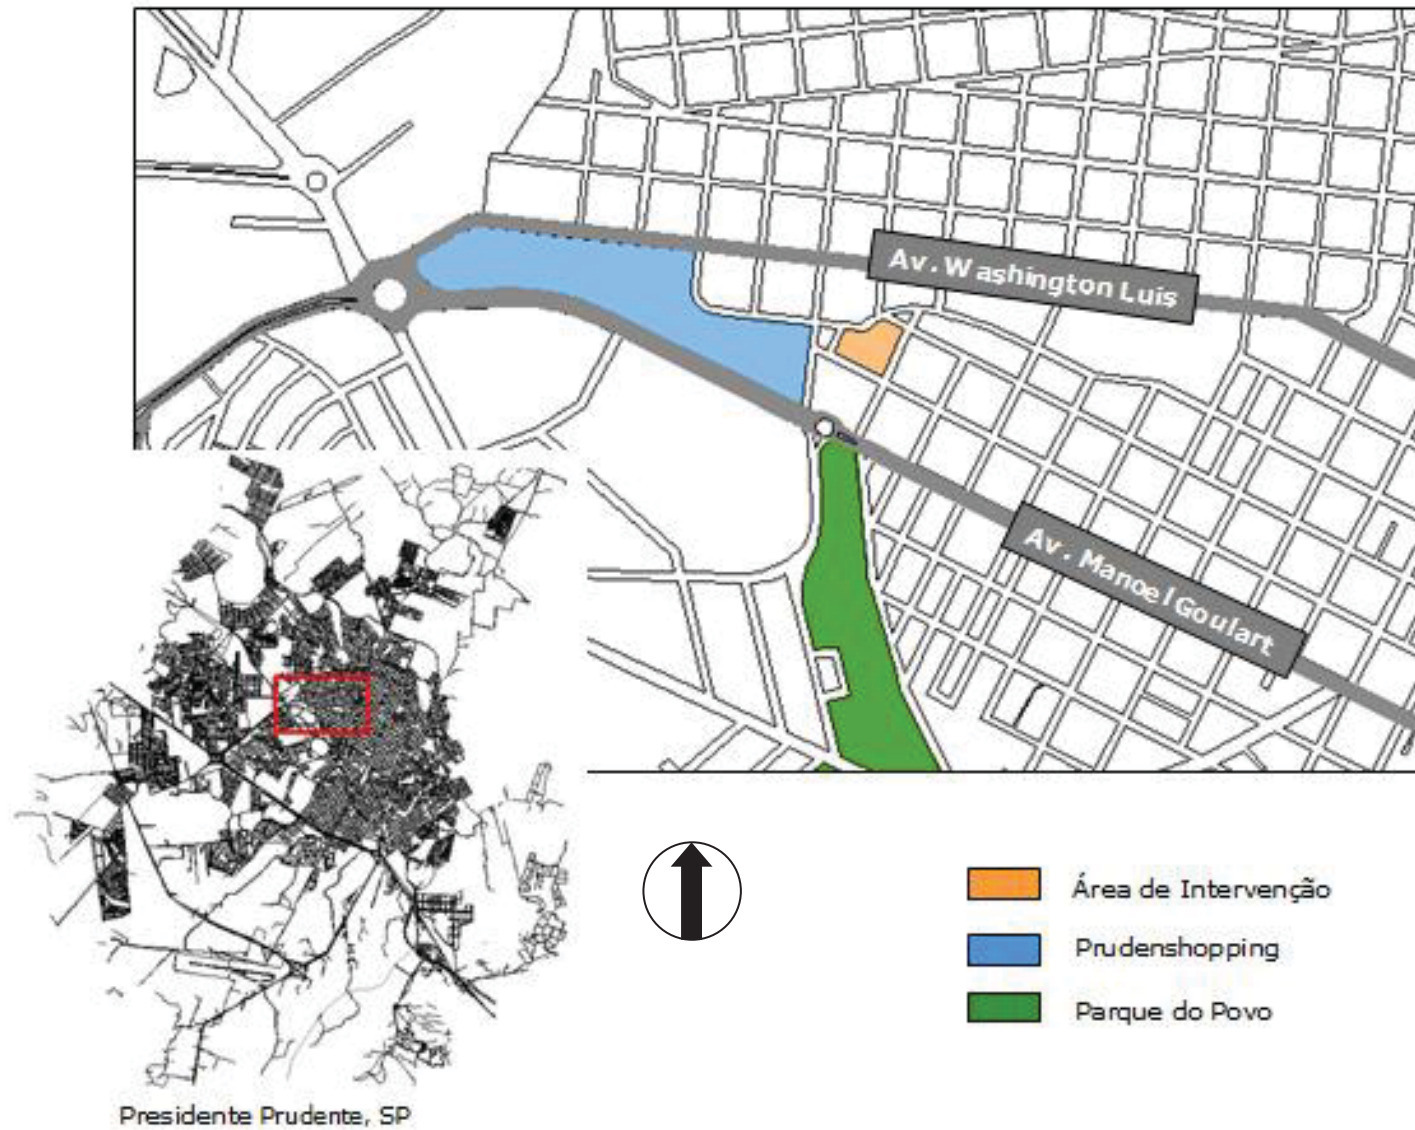 Av. Washington Luis
Av. Manoel Goulart
Área de Intervenção
Prudenshopping
Parque do Povo
Presidente Prudente, SP